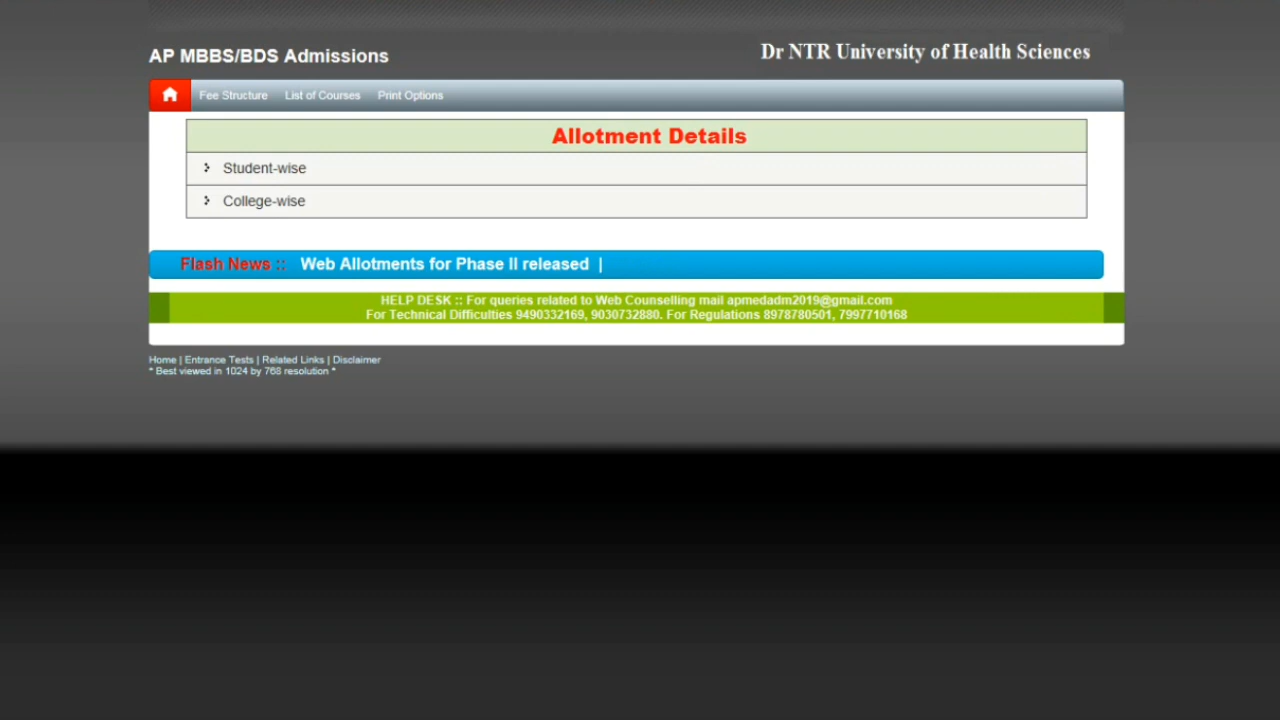 AP MBBS/BDS Admissions
Dr NTR University of Health Sciences
Fee Structure List of Courses Print Options
Allotment Details
Student-wise
College-wise
Flash News :: Web Allotments for Phase II released |
HELP DESK :: For queries related to Web Counselling mail apmedadm2019@gmail.com
For Technical Difficulties 9490332169, 9030732880. For Regulations 8978780501, 7997710168
Home | Entrance Tests | Related Links | Disclaimer
* Best viewed in 1024 by 768 resolution *